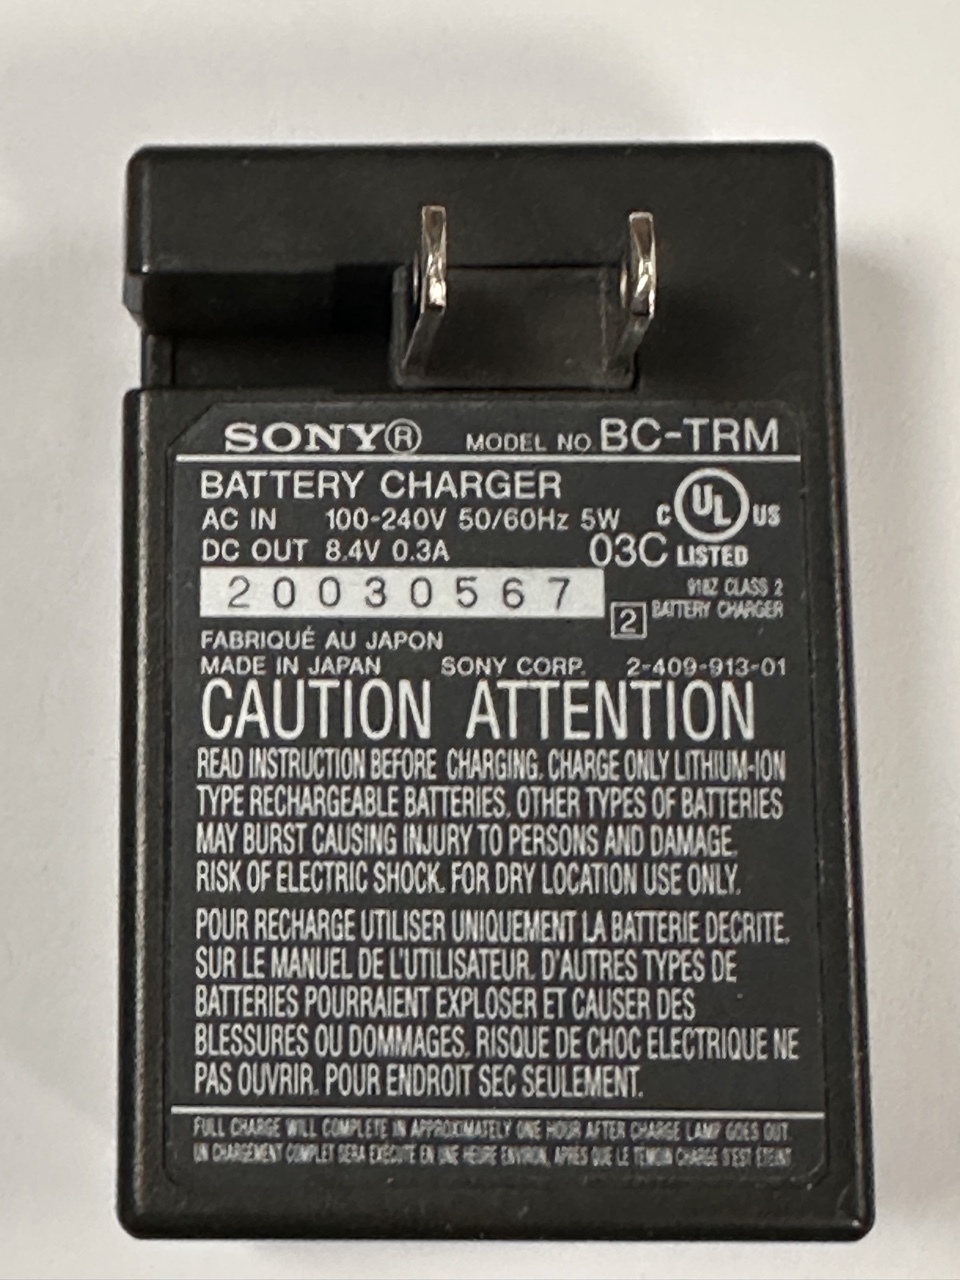 SONY® MODEL NO. BC-TRM
BATTERY CHARGER
AC IN 100-240V 50/60Hz 5W
DC OUT 8.4V 0.3A
C UL US
03C LISTED
918Z CLASS 2
BATTERY CHARGER
20030567
2
FABRIQUÉ AU JAPON
MADE IN JAPAN SONY CORP. 2-409-913-01
CAUTION ATTENTION
READ INSTRUCTION BEFORE CHARGING. CHARGE ONLY LITHIUM-ION
TYPE RECHARGEABLE BATTERIES. OTHER TYPES OF BATTERIES
MAY BURST CAUSING INJURY TO PERSONS AND DAMAGE.
RISK OF ELECTRIC SHOCK. FOR DRY LOCATION USE ONLY.
POUR RECHARGE UTILISER UNIQUEMENT LA BATTERIE DECRITE.
SUR LE MANUEL DE L'UTILISATEUR. D'AUTRES TYPES DE
BATTERIES POURRAIENT EXPLOSER ET CAUSER DES
BLESSURES OU DOMMAGES. RISQUE DE CHOC ELECTRIQUE NE
PAS OUVRIR. POUR ENDROIT SEC SEULEMENT.
FULL CHARGE WILL COMPLETE IN APPROXIMATELY ONE HOUR AFTER CHARGE LAMP GOES OUT.
UN CHARGEMENT COMPLET SERA EXECUTE EN UNE HEURE ENVIRON, APRES QUE LE TEMOIN CHARGE S'EST ETEINT